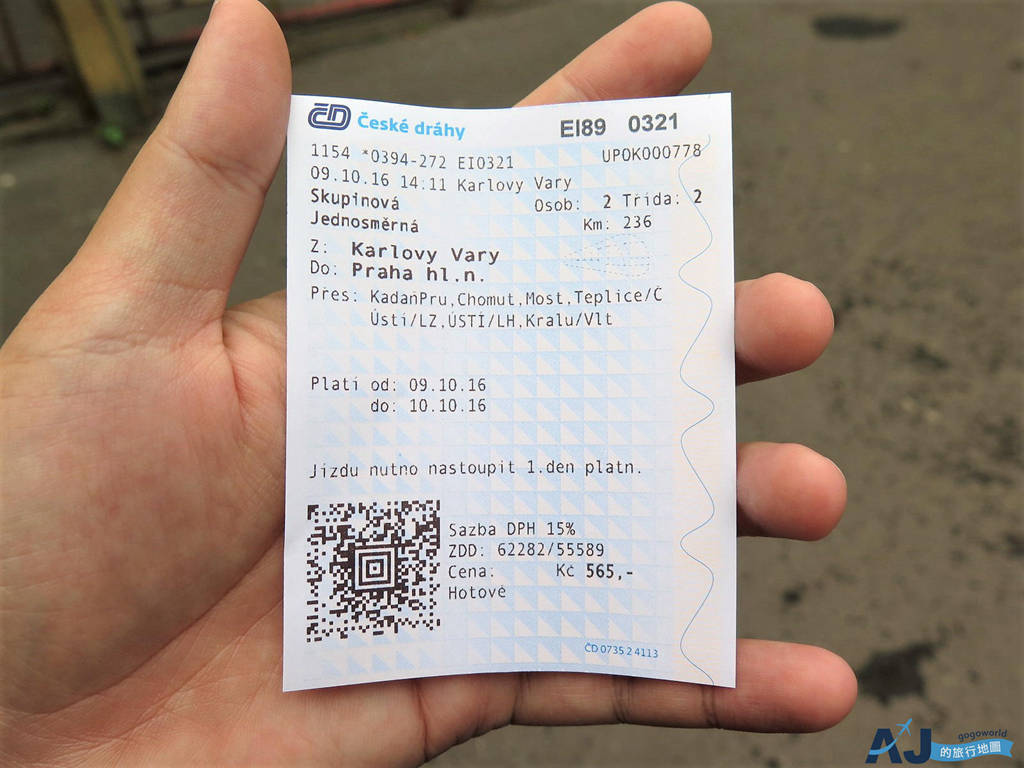 ČD České dráhy EI89 0321
1154 *0394-272 EI0321 UP0K000778
09.10.16 14:11 Karlovy Vary
Skupinová Osob: 2 Třída: 2
Jednosměrná Km: 236
Z: Karlovy Vary
Do: Praha hl.n.
Přes: KadaňPru,Chomut,Most,Teplice/Č
Ústí/LZ,ÚSTÍ/LH,Kralu/Vlt
Platí od: 09.10.16
do: 10.10.16
Jízdu nutno nastoupit 1.den platn.
Sazba DPH 15%
ZDD: 62282/55589
Cena: Kč 565,-
Hotově
ČD 0735 2 4113
AJ gogoworld
的旅行地圖